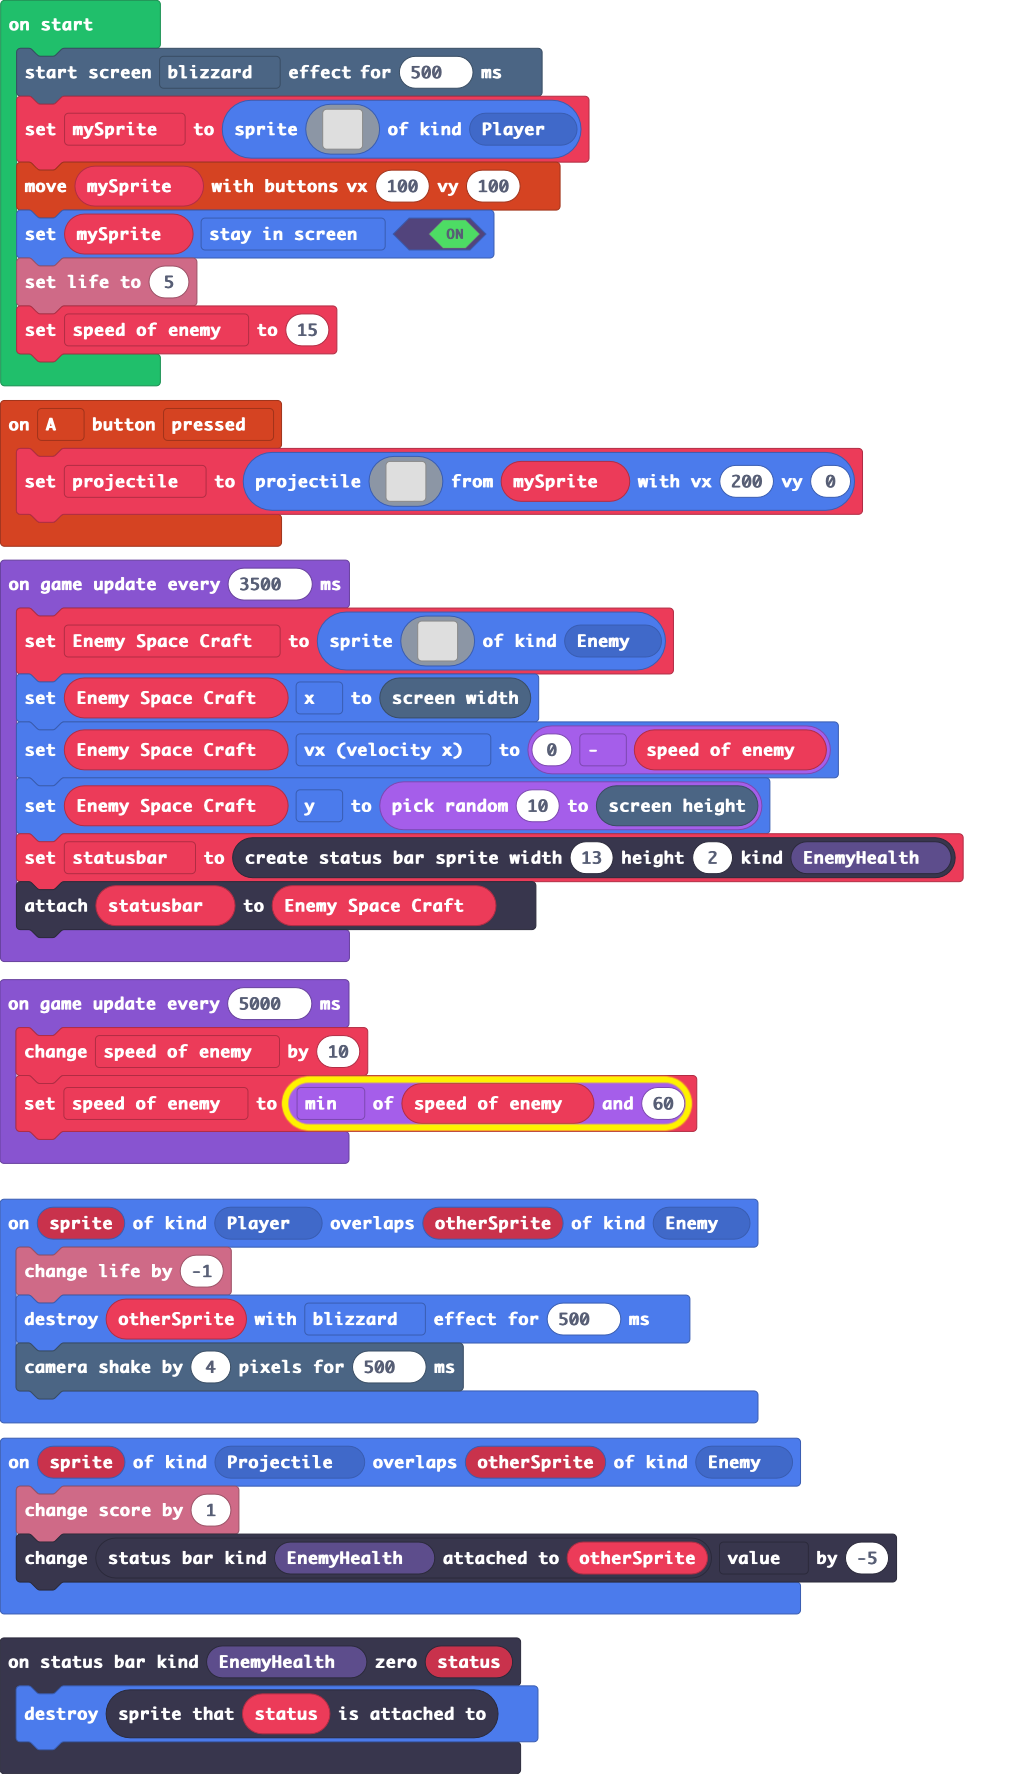 on start
start screen blizzard effect for 500 ms
set mySprite to sprite of kind Player
move mySprite with buttons vx 100 vy 100
set mySprite stay in screen ON
set life to 5
set speed of enemy to 15
on A button pressed
set projectile to projectile from mySprite with vx 200 vy 0
on game update every 3500 ms
set Enemy Space Craft to sprite of kind Enemy
set Enemy Space Craft x to screen width
set Enemy Space Craft vx (velocity x) to 0 - speed of enemy
set Enemy Space Craft y to pick random 10 to screen height
set statusbar to create status bar sprite width 13 height 2 kind EnemyHealth
attach statusbar to Enemy Space Craft
on game update every 5000 ms
change speed of enemy by 10
set speed of enemy to min of speed of enemy and 60
on sprite of kind Player overlaps otherSprite of kind Enemy
change life by -1
destroy otherSprite with blizzard effect for 500 ms
camera shake by 4 pixels for 500 ms
on sprite of kind Projectile overlaps otherSprite of kind Enemy
change score by 1
change status bar kind EnemyHealth attached to otherSprite value by -5
on status bar kind EnemyHealth zero status
destroy sprite that status is attached to